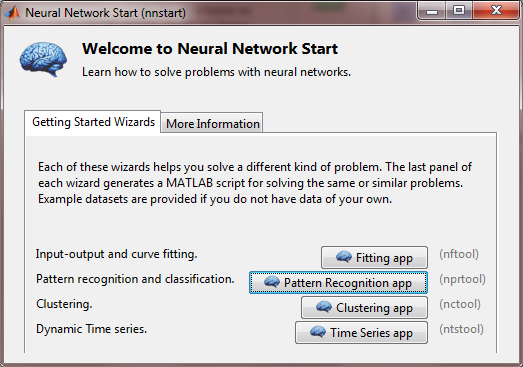 Neural Network Start (nnstart)
Welcome to Neural Network Start
Learn how to solve problems with neural networks.
Getting Started Wizards More Information
Each of these wizards helps you solve a different kind of problem. The last panel of
each wizard generates a MATLAB script for solving the same or similar problems.
Example datasets are provided if you do not have data of your own.
Input-output and curve fitting. Fitting app (nftool)
Pattern recognition and classification. Pattern Recognition app (nprtool)
Clustering. Clustering app (nctool)
Dynamic Time series. Time Series app (ntstool)